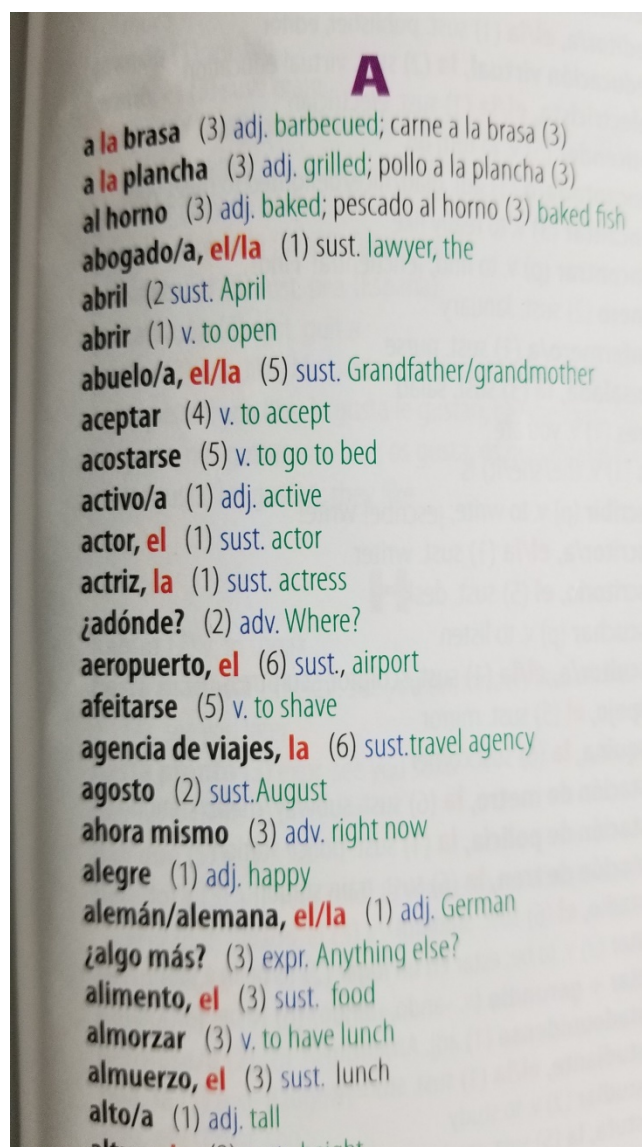 A
a la brasa (3) adj. barbecued; carne a la brasa (3)
a la plancha (3) adj. grilled; pollo a la plancha (3)
al horno (3) adj. baked; pescado al horno (3) baked fish
abogado/a, el/la (1) sust. lawyer, the
abril (2 sust. April
abrir (1) v. to open
abuelo/a, el/la (5) sust. Grandfather/grandmother
aceptar (4) v. to accept
acostarse (5) v. to go to bed
activo/a (1) adj. active
actor, el (1) sust. actor
actriz, la (1) sust. actress
¿adónde? (2) adv. Where?
aeropuerto, el (6) sust., airport
afeitarse (5) v. to shave
agencia de viajes, la (6) sust.travel agency
agosto (2) sust.August
ahora mismo (3) adv. right now
alegre (1) adj. happy
alemán/alemana, el/la (1) adj. German
¿algo más? (3) expr. Anything else?
alimento, el (3) sust. food
almorzar (3) v. to have lunch
almuerzo, el (3) sust. lunch
alto/a (1) adj. tall